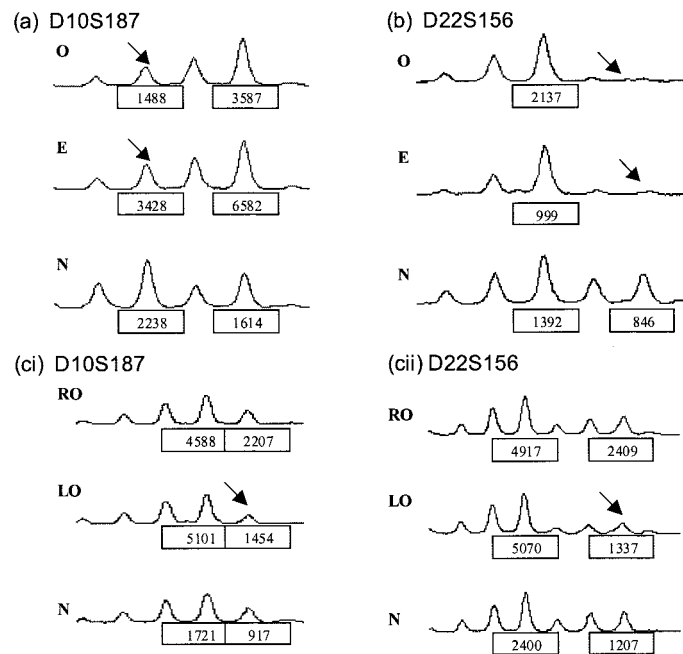 (a) D10S187
O
1488 3587
E
3428 6582
N
2238 1614
(b) D22S156
O
2137
E
999
N
1392 846
(ci) D10S187
RO
4588 2207
LO
5101 1454
N
1721 917
(cii) D22S156
RO
4917 2409
LO
5070 1337
N
2400 1207